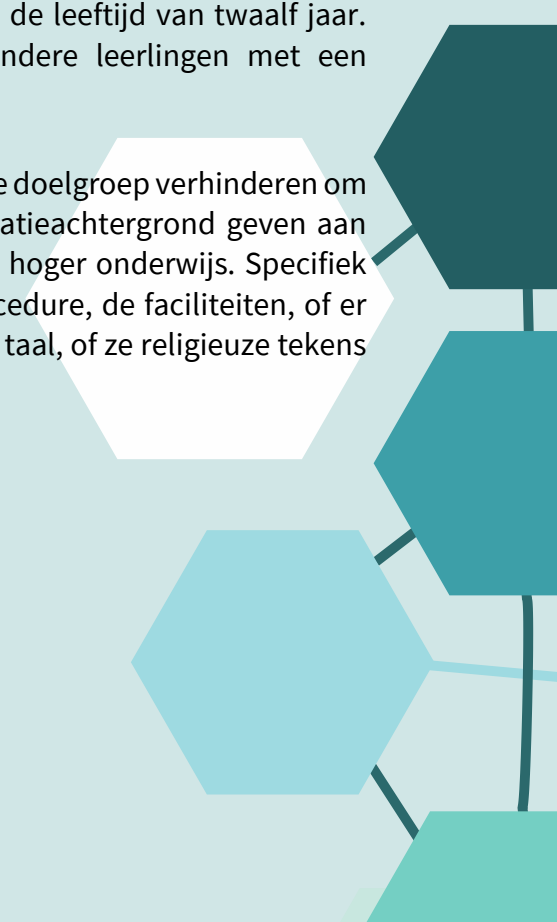 de leeftijd van twaalf jaar.
ndere leerlingen met een
e doelgroep verhinderen om
atieachtergrond geven aan
hoger onderwijs. Specifiek
cedure, de faciliteiten, of er
taal, of ze religieuze tekens